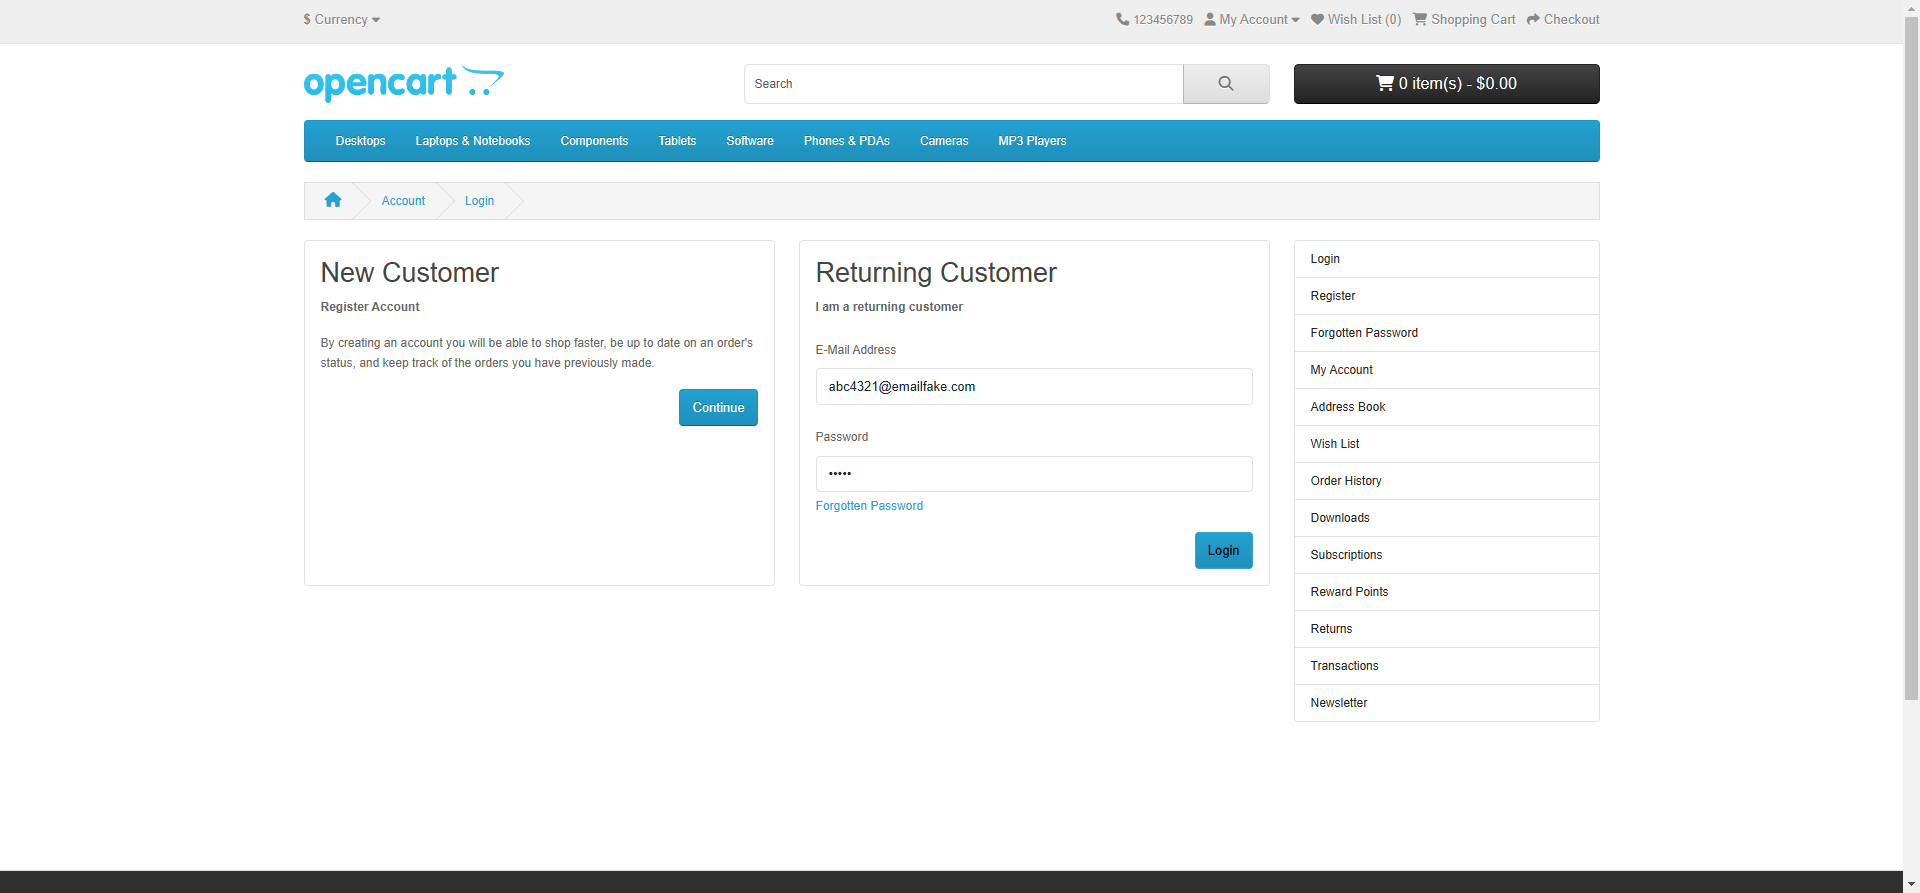 $ Currency
123456789 My Account Wish List (0) Shopping Cart Checkout
opencart
Search
0 item(s) - $0.00
Desktops Laptops & Notebooks Components Tablets Software Phones & PDAs Cameras MP3 Players
Account Login
New Customer
Register Account
By creating an account you will be able to shop faster, be up to date on an order's
status, and keep track of the orders you have previously made.
Continue
Returning Customer
I am a returning customer
E-Mail Address
abc4321@emailfake.com
Password
•••••
Forgotten Password
Login
Login
Register
Forgotten Password
My Account
Address Book
Wish List
Order History
Downloads
Subscriptions
Reward Points
Returns
Transactions
Newsletter